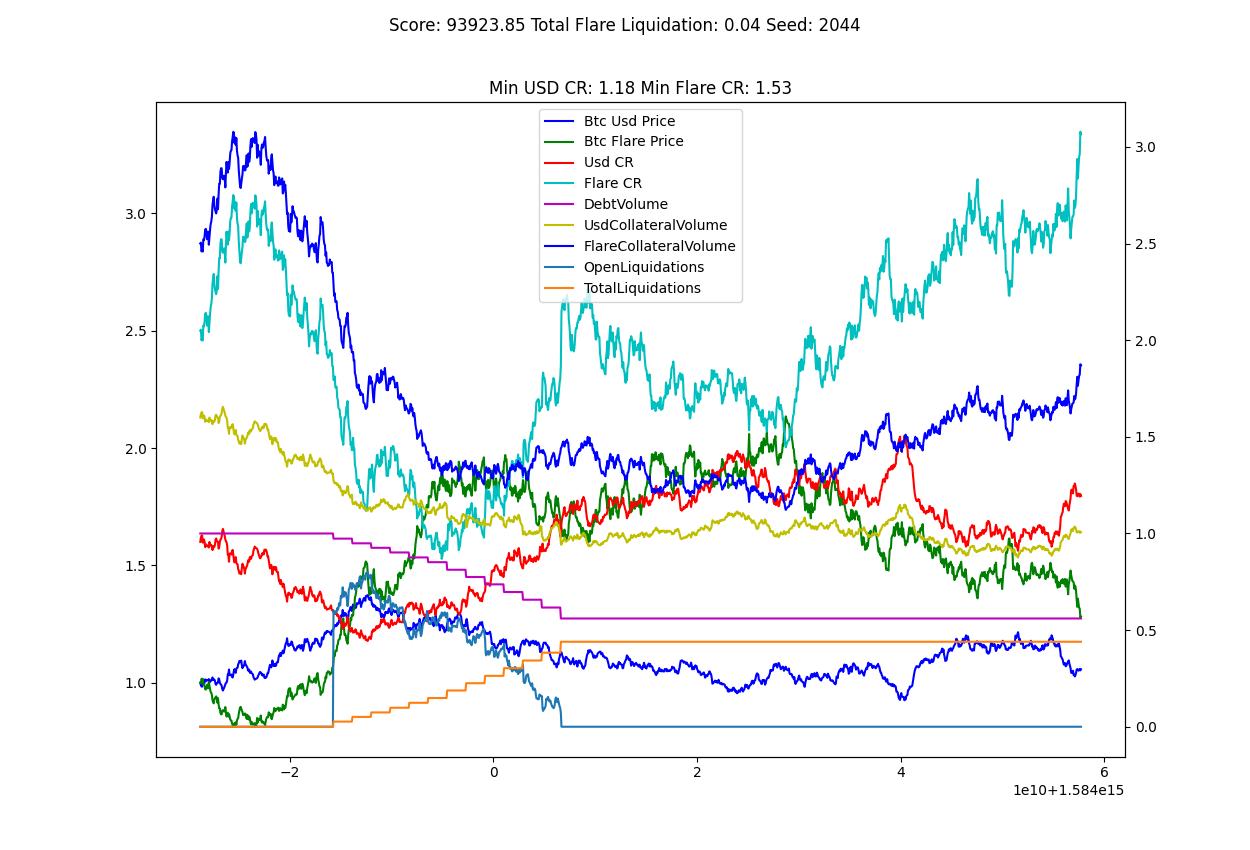 Score: 93923.85 Total Flare Liquidation: 0.04 Seed: 2044
Min USD CR: 1.18 Min Flare CR: 1.53
Btc Usd Price
Btc Flare Price
Usd CR
Flare CR
DebtVolume
UsdCollateralVolume
FlareCollateralVolume
OpenLiquidations
TotalLiquidations
3.0
2.5
2.0
1.5
1.0
3.0
2.5
2.0
1.5
1.0
0.5
0.0
−2
0
2
4
6
1e10+1.584e15